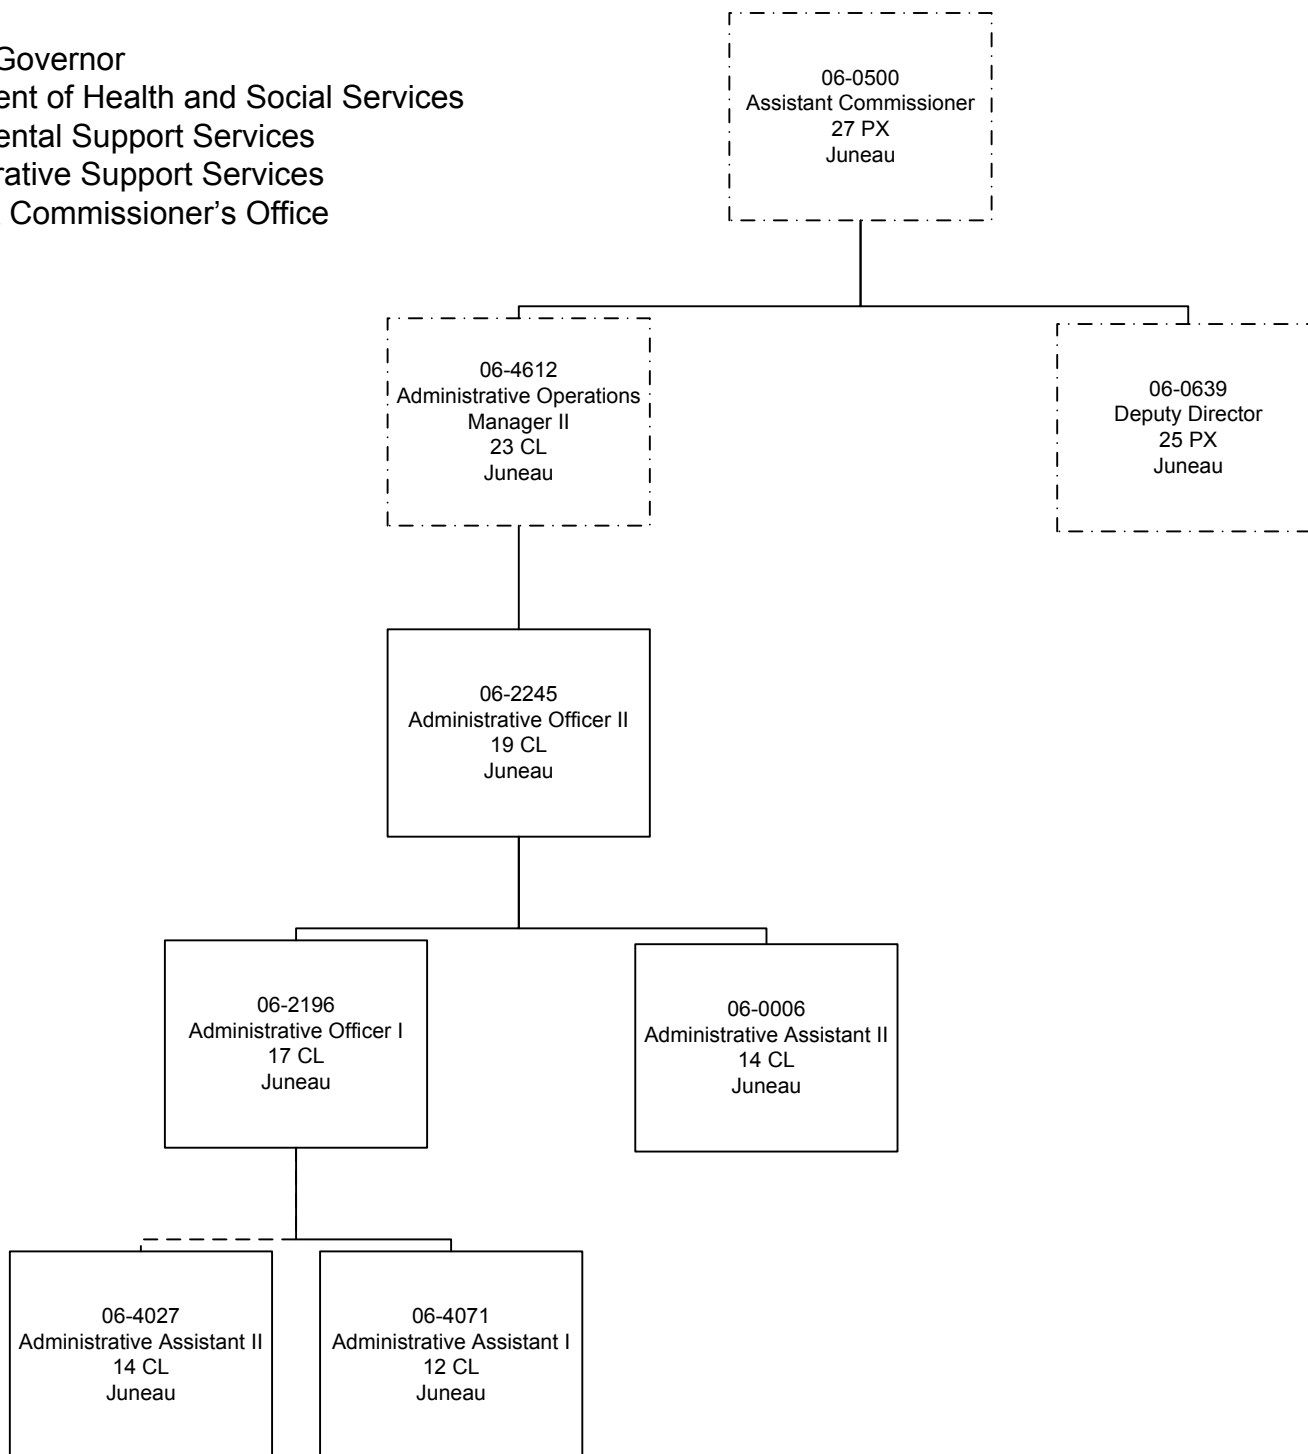 Governor
ent of Health and Social Services
ental Support Services
rative Support Services
Commissioner's Office
06-0500
Assistant Commissioner
27 PX
Juneau
06-4612
Administrative Operations
Manager II
23 CL
Juneau
06-0639
Deputy Director
25 PX
Juneau
06-2245
Administrative Officer II
19 CL
Juneau
06-2196
Administrative Officer I
17 CL
Juneau
06-0006
Administrative Assistant II
14 CL
Juneau
06-4027
Administrative Assistant II
14 CL
Juneau
06-4071
Administrative Assistant I
12 CL
Juneau